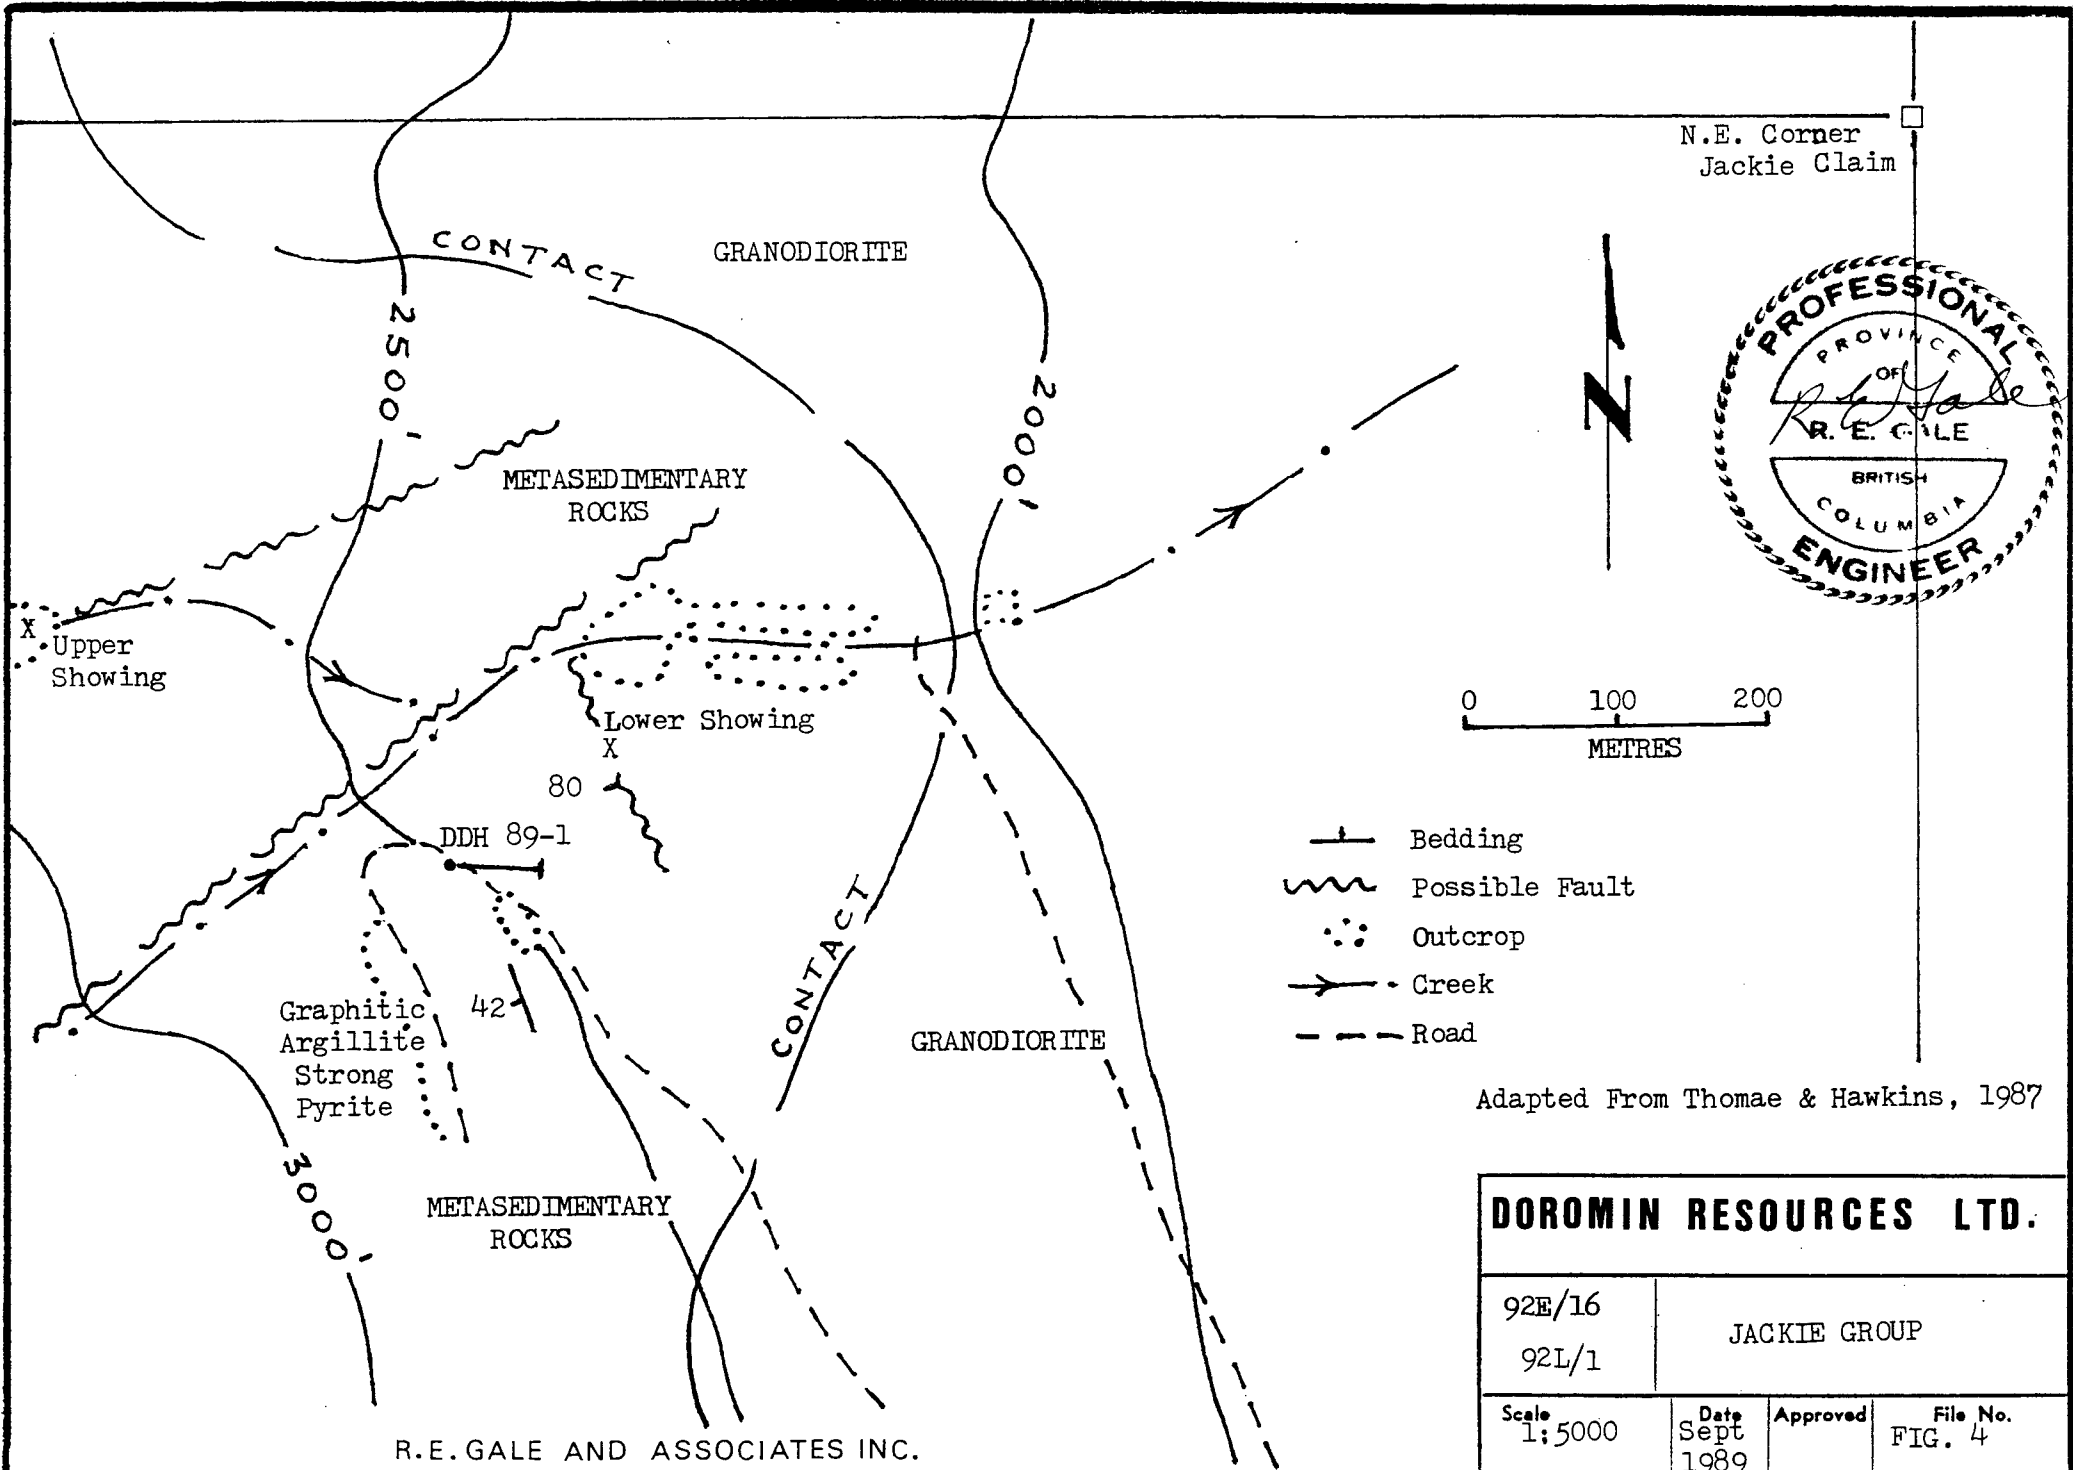 N.E. Corner
Jackie Claim
CONTACT
GRANODIORITE
2500'
2000'
PROFESSIONAL
PROVINCE
OF
R. E. Gale
R. E. GALE
BRITISH
COLUMBIA
ENGINEER
N
METASEDIMENTARY
ROCKS
X
Upper
Showing
Lower Showing
X
80
0 100 200
METRES
DDH 89-1
Bedding
Possible Fault
Outcrop
Creek
Road
CONTACT
42
Graphitic
Argillite
Strong
Pyrite
GRANODIORITE
Adapted From Thomae & Hawkins, 1987
3000'
METASEDIMENTARY
ROCKS
DOROMIN RESOURCES LTD.
92E/16
92L/1
JACKIE GROUP
Scale
1:5000
Date
Sept
1989
Approved
File No.
FIG. 4
R.E. GALE AND ASSOCIATES INC.